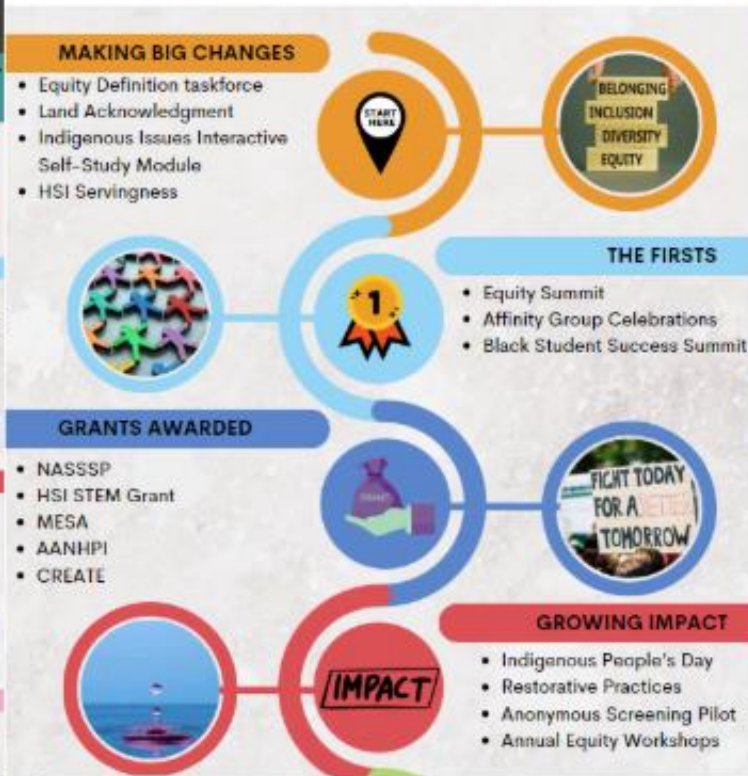 MAKING BIG CHANGES
• Equity Definition taskforce
• Land Acknowledgment
• Indigenous Issues Interactive
Self-Study Module
• HSI Servingness
START
HERE
BELONGING
INCLUSION
DIVERSITY
EQUITY
THE FIRSTS
• Equity Summit
• Affinity Group Celebrations
• Black Student Success Summit
1
GRANTS AWARDED
• NASSSP
• HSI STEM Grant
• MESA
• AANHPI
• CREATE
GRANT
FIGHT TODAY
FOR A BETTER
TOMORROW
GROWING IMPACT
• Indigenous People's Day
• Restorative Practices
• Anonymous Screening Pilot
• Annual Equity Workshops
IMPACT